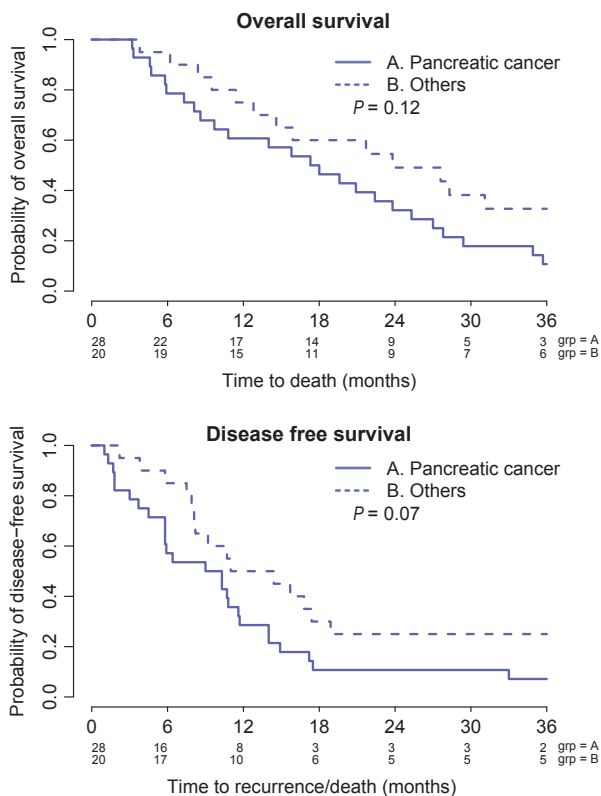 Overall survival
A. Pancreatic cancer
B. Others
P = 0.12
Probability of overall survival
1.0
0.8
0.6
0.4
0.2
0.0
0 6 12 18 24 30 36
28 22 17 14 9 5 3 grp = A
20 19 15 11 9 7 6 grp = B
Time to death (months)
Disease free survival
A. Pancreatic cancer
B. Others
P = 0.07
Probability of disease−free survival
1.0
0.8
0.6
0.4
0.2
0.0
0 6 12 18 24 30 36
28 16 8 3 3 3 2 grp = A
20 17 10 6 5 5 5 grp = B
Time to recurrence/death (months)